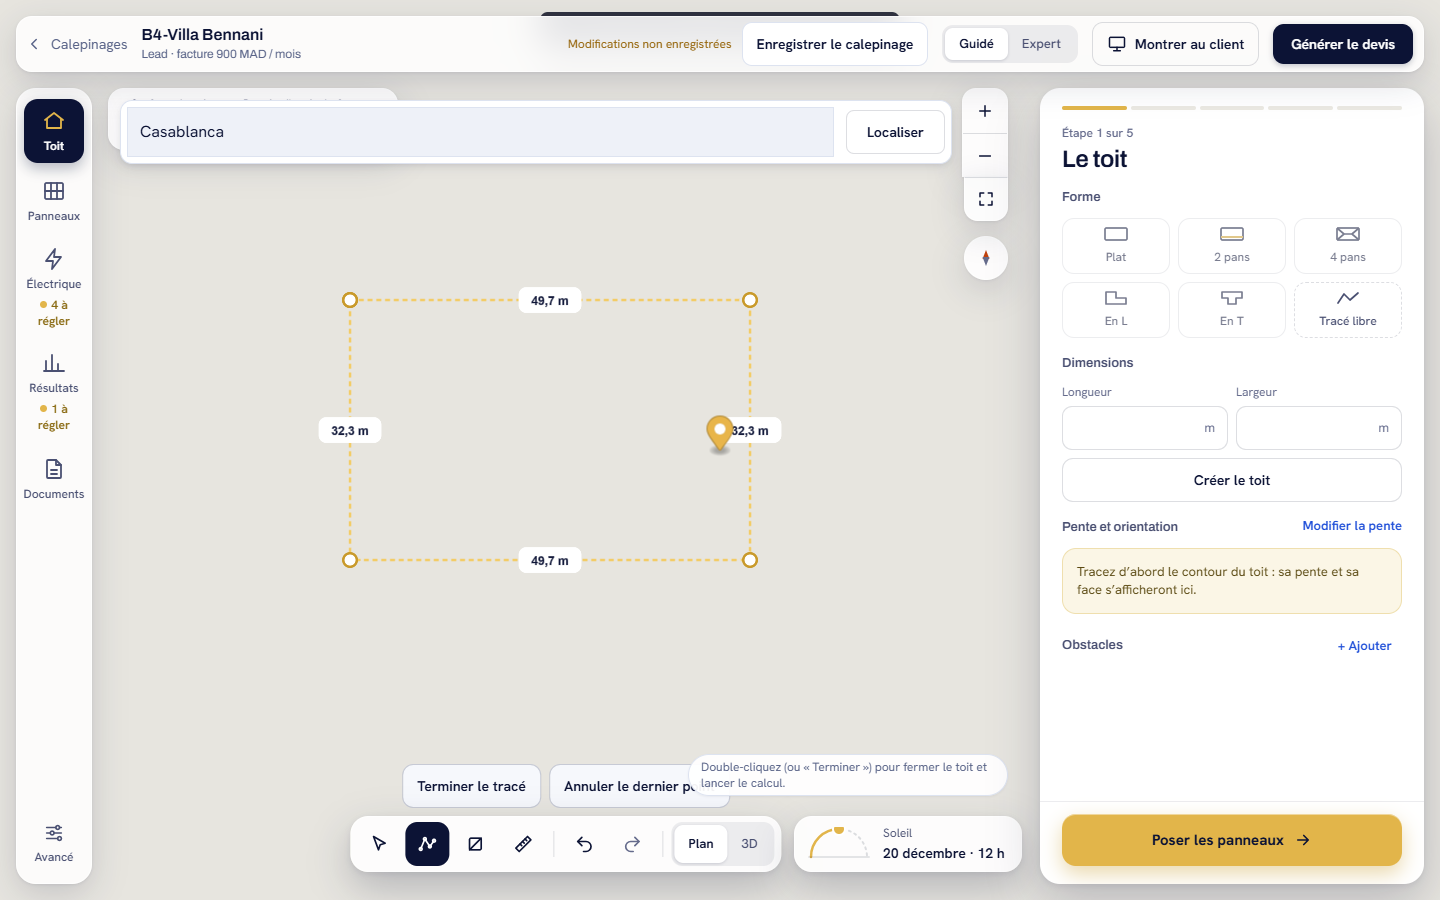 Calepinages
B4-Villa Bennani
Lead · facture 900 MAD / mois
Modifications non enregistrées
Enregistrer le calepinage
Guidé
Expert
Montrer au client
Générer le devis
Toit
Panneaux
Électrique
4 à
régler
Résultats
1 à
régler
Documents
Avancé
Casablanca
Localiser
49,7 m
32,3 m
32,3 m
49,7 m
Terminer le tracé
Annuler le dernier
Double-cliquez (ou « Terminer ») pour fermer le toit et
lancer le calcul.
Plan
3D
Soleil
20 décembre · 12 h
Étape 1 sur 5
Le toit
Forme
Plat
2 pans
4 pans
En L
En T
Tracé libre
Dimensions
Longueur
Largeur
m
m
Créer le toit
Pente et orientation
Modifier la pente
Tracez d’abord le contour du toit : sa pente et sa
face s’afficheront ici.
Obstacles
+ Ajouter
Poser les panneaux